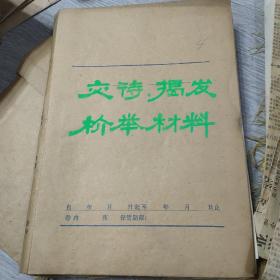 交待、揭发
检举、材料
自 年 月 日起至 年 月 日止
卷内 张 保管期限: